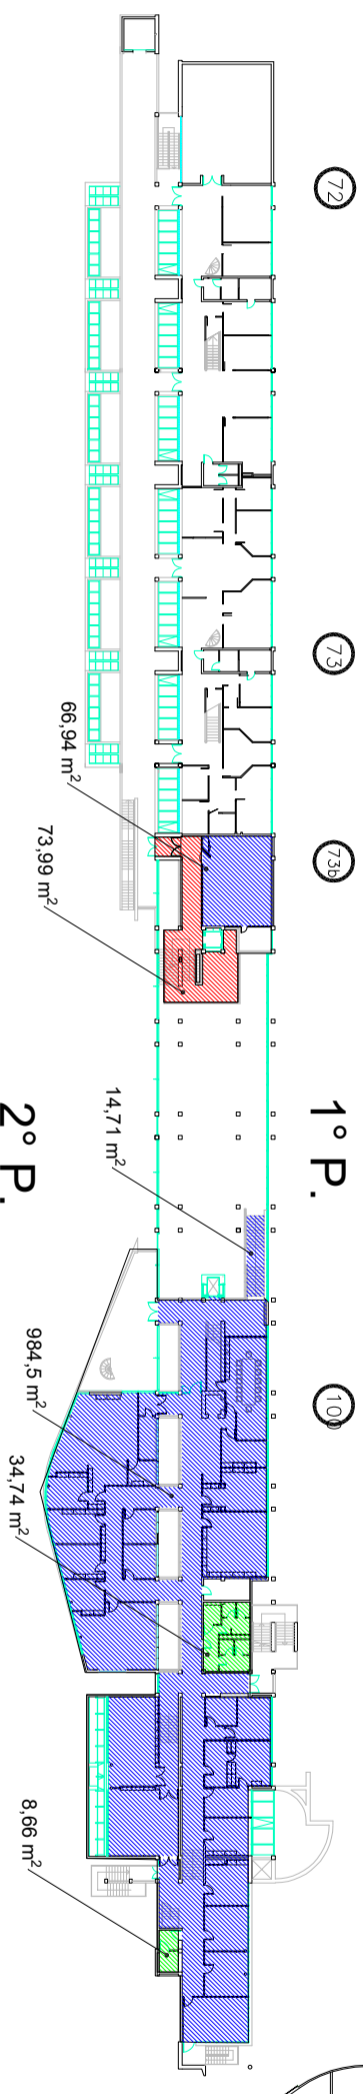 72
73
73b
100
1° P.
2° P.
66,94 m²
73,99 m²
14,71 m²
984,5 m²
34,74 m²
8,66 m²